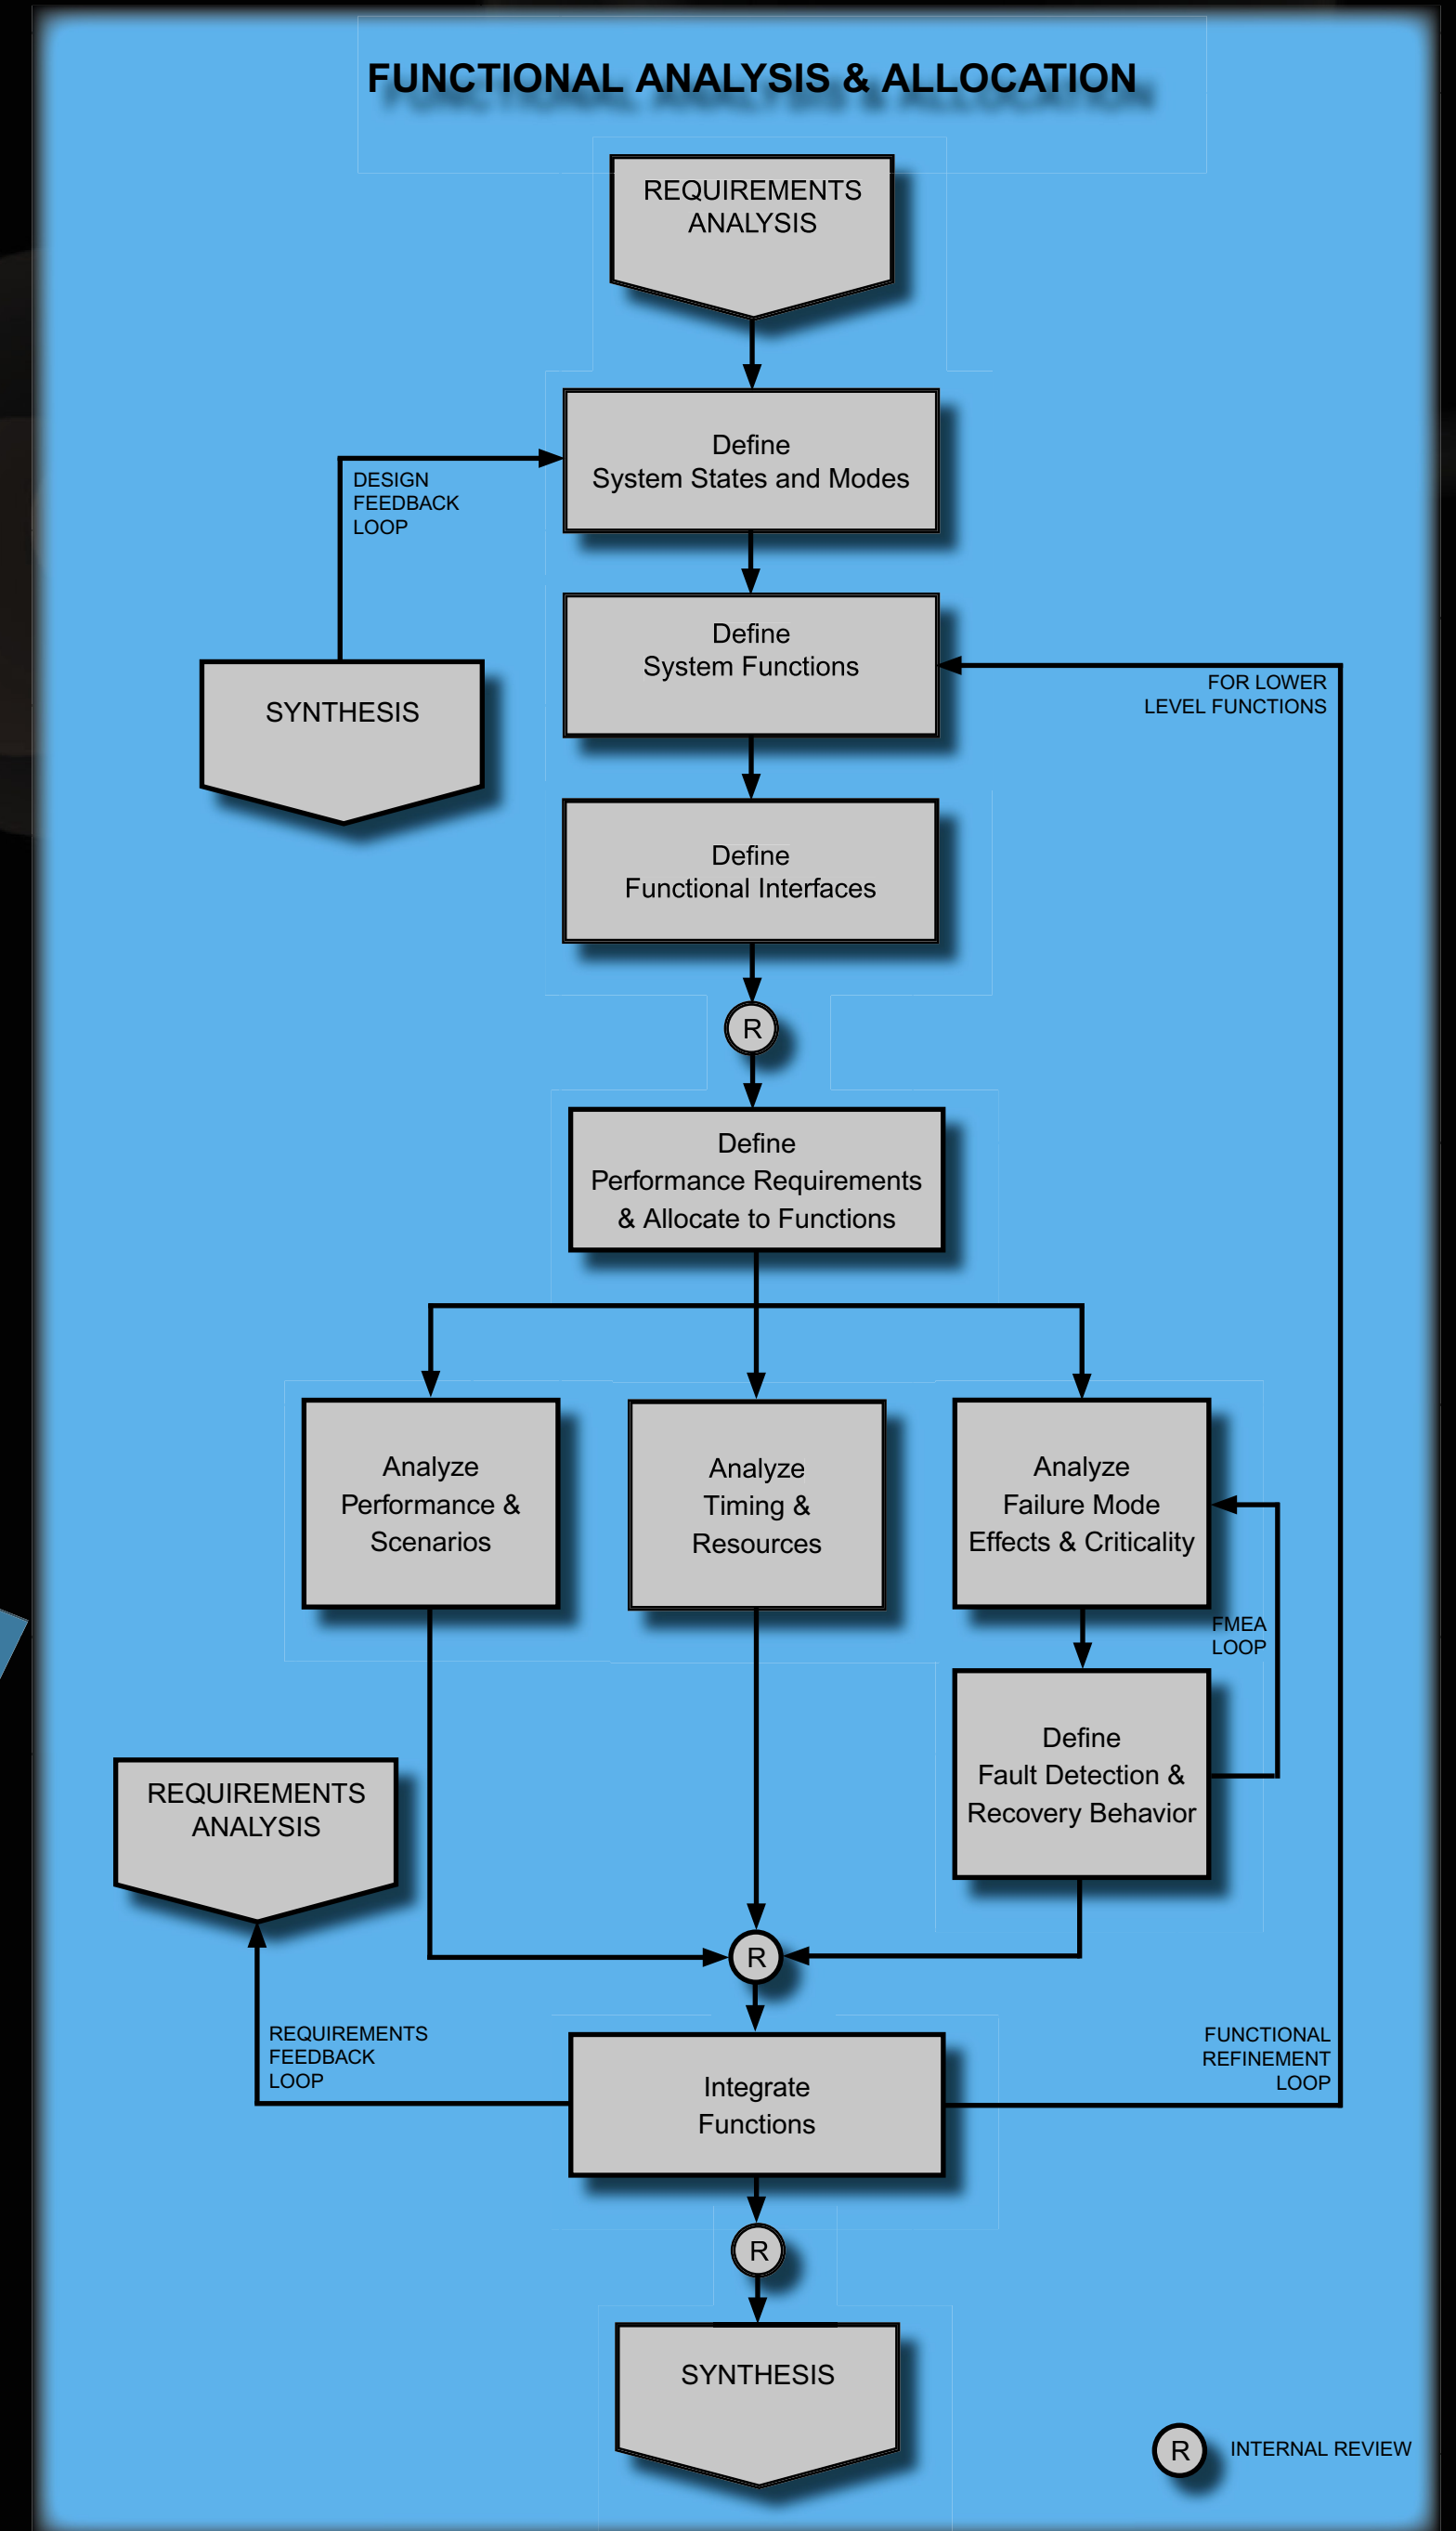 FUNCTIONAL ANALYSIS & ALLOCATION
REQUIREMENTS
ANALYSIS
Define
System States and Modes
DESIGN
FEEDBACK
LOOP
Define
System Functions
FOR LOWER
LEVEL FUNCTIONS
SYNTHESIS
Define
Functional Interfaces
R
Define
Performance Requirements
& Allocate to Functions
Analyze
Performance &
Scenarios
Analyze
Timing &
Resources
Analyze
Failure Mode
Effects & Criticality
FMEA
LOOP
Define
Fault Detection &
Recovery Behavior
REQUIREMENTS
ANALYSIS
R
REQUIREMENTS
FEEDBACK
LOOP
Integrate
Functions
FUNCTIONAL
REFINEMENT
LOOP
R
SYNTHESIS
R INTERNAL REVIEW